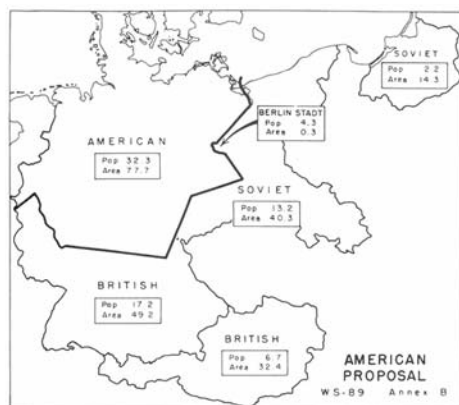 SOVIET
Pop 2.2
Area 14.3
BERLIN STADT
Pop 4.3
Area 0.3
AMERICAN
Pop 32.3
Area 77.7
SOVIET
Pop 13.2
Area 40.3
BRITISH
Pop 17.2
Area 49.2
BRITISH
Pop 6.7
Area 32.4
AMERICAN
PROPOSAL
WS-89 Annex B